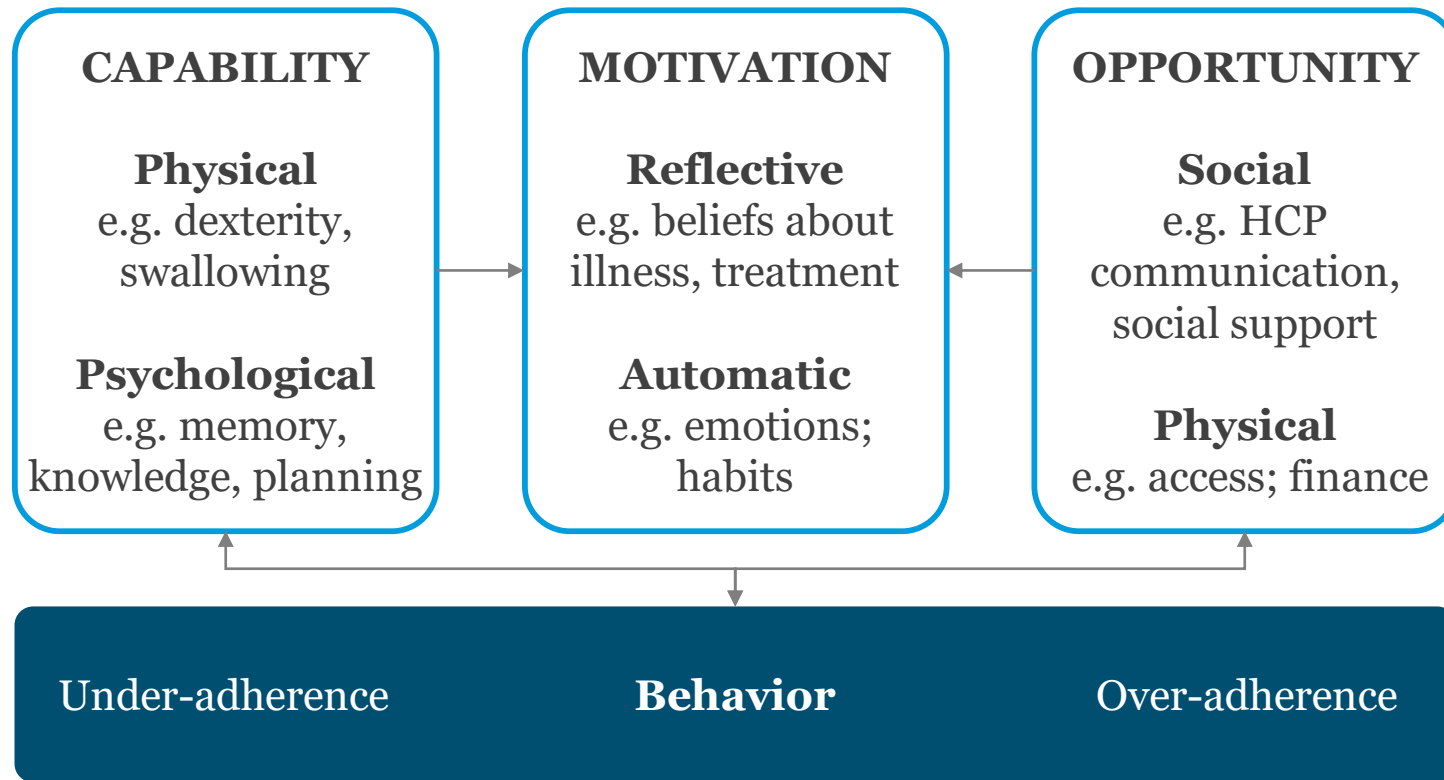 CAPABILITY
Physical
e.g. dexterity,
swallowing
Psychological
e.g. memory,
knowledge, planning
MOTIVATION
Reflective
e.g. beliefs about
illness, treatment
Automatic
e.g. emotions;
habits
OPPORTUNITY
Social
e.g. HCP
communication,
social support
Physical
e.g. access; finance
Under-adherence
Behavior
Over-adherence